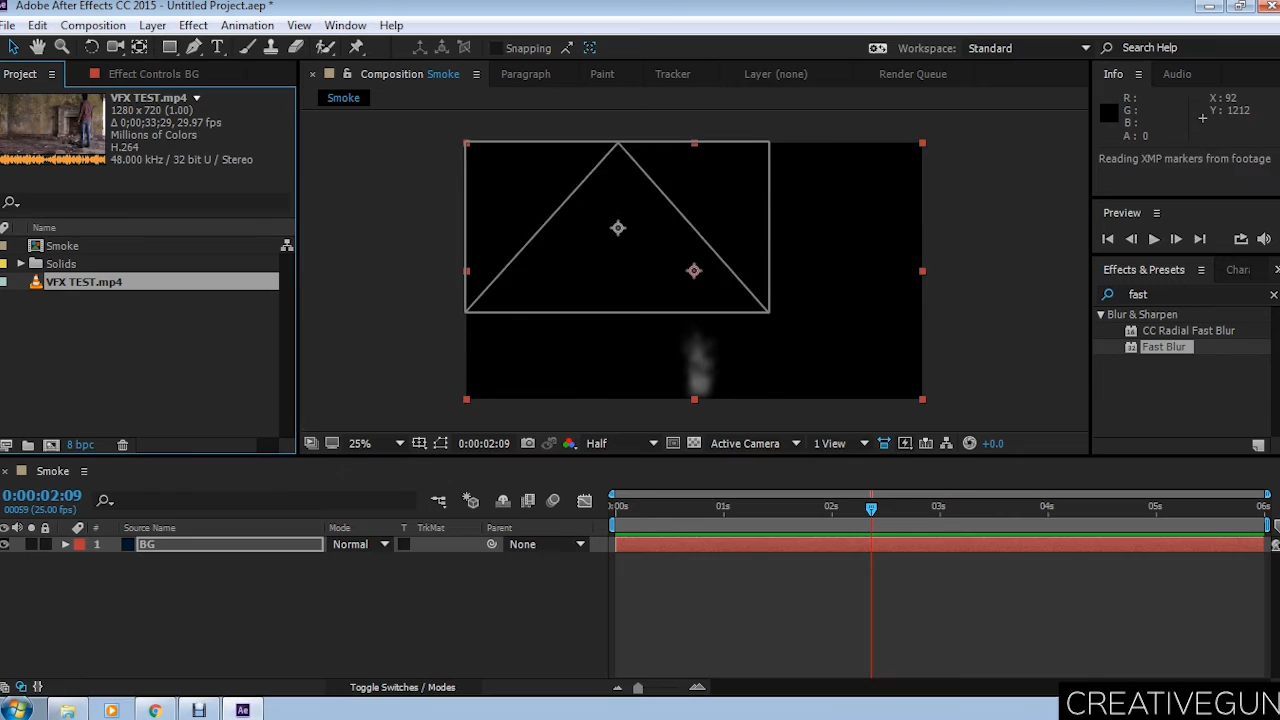 Adobe After Effects CC 2015 - Untitled Project.aep *
File Edit Composition Layer Effect Animation View Window Help
Snapping
Workspace: Standard
Search Help
Project
Effect Controls BG
Composition Smoke
Paragraph
Paint
Tracker
Layer (none)
Render Queue
Info
Audio
Smoke
VFX TEST.mp4
1280 x 720 (1.00)
Δ 0;00;33;29, 29.97 fps
Millions of Colors
H.264
48.000 kHz / 32 bit U / Stereo
R:
G:
B:
A: 0
X: 92
Y: 1212
Reading XMP markers from footage
Preview
Effects & Presets
Char
fast
Blur & Sharpen
CC Radial Fast Blur
Fast Blur
Name
Smoke
Solids
VFX TEST.mp4
8 bpc
25%
0:00:02:09
Half
Active Camera
1 View
+0.0
Smoke
0:00:02:09
00059 (25.00 fps)
# Source Name Mode T TrkMat Parent
1 BG Normal None
:00s 01s 02s 03s 04s 05s 06s
Toggle Switches / Modes
Ae
CREATIVEGUN